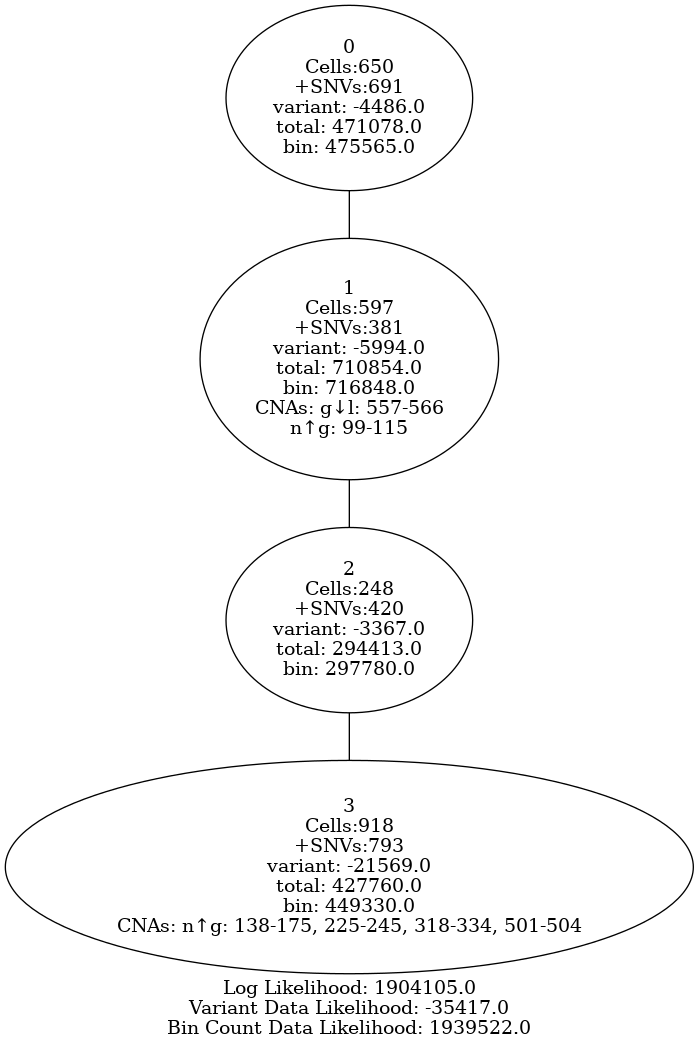 0
Cells:650
+SNVs:691
variant: -4486.0
total: 471078.0
bin: 475565.0
1
Cells:597
+SNVs:381
variant: -5994.0
total: 710854.0
bin: 716848.0
CNAs: g↓l: 557-566
n↑g: 99-115
2
Cells:248
+SNVs:420
variant: -3367.0
total: 294413.0
bin: 297780.0
3
Cells:918
+SNVs:793
variant: -21569.0
total: 427760.0
bin: 449330.0
CNAs: n↑g: 138-175, 225-245, 318-334, 501-504
Log Likelihood: 1904105.0
Variant Data Likelihood: -35417.0
Bin Count Data Likelihood: 1939522.0